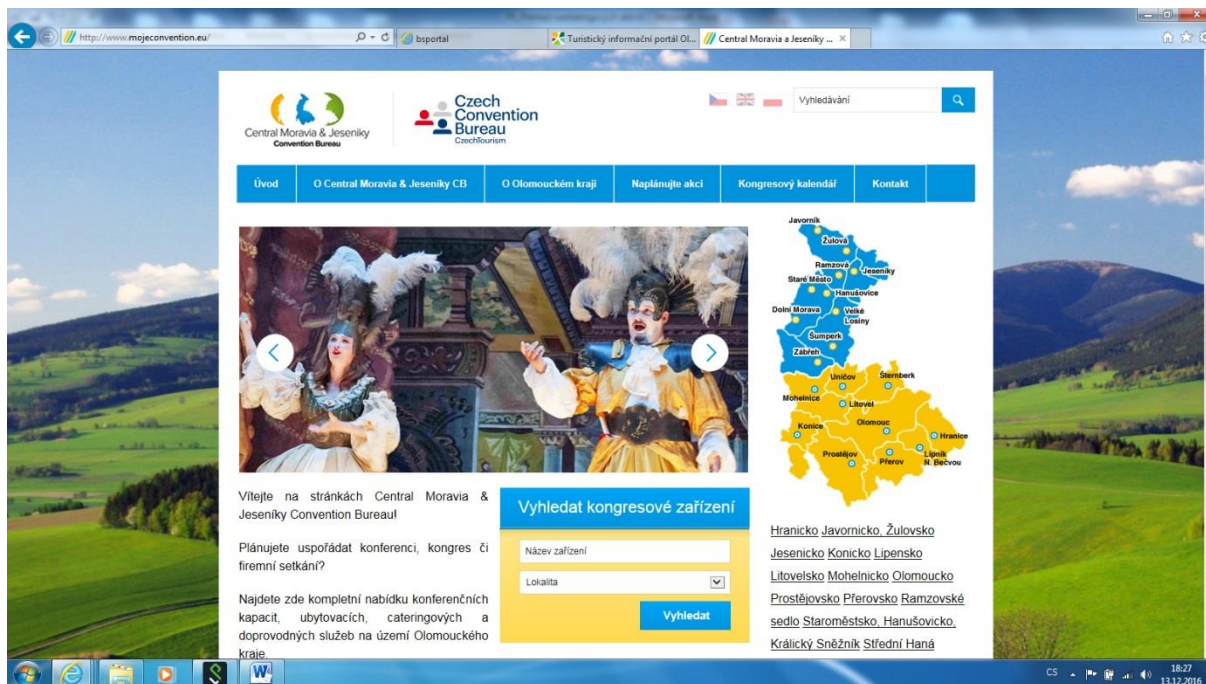 http://www.mojeconvention.eu/
bsportal
Turistický informační portál Ol...
Central Moravia a Jeseníky ...
Central Moravia & Jeseníky
Convention Bureau
Czech
Convention
Bureau
CzechTourism
Vyhledávání
Úvod
O Central Moravia & Jeseníky CB
O Olomouckém kraji
Naplánujte akci
Kongresový kalendář
Kontakt
Javorník
Žulová
Ramzová
Jeseníky
Staré Město
Hanušovice
Dolní Morava
Velké
Losiny
Šumperk
Zábřeh
Uničov
Šternberk
Mohelnice
Litovel
Konice
Olomouc
Hranice
Prostějov
Přerov
Lipník
N. Bečvou
Vítejte na stránkách Central Moravia &
Jeseníky Convention Bureau!
Plánujete uspořádat konferenci, kongres či
firemní setkání?
Najdete zde kompletní nabídku konferenčních
kapacit, ubytovacích, cateringových a
doprovodných služeb na území Olomouckého
kraje.
Vyhledat kongresové zařízení
Název zařízení
Lokalita
Vyhledat
Hranicko Javornicko, Žulovsko
Jesenicko Konicko Lipensko
Litovelsko Mohelnicko Olomoucko
Prostějovsko Přerovsko Ramzovské
sedlo Staroměstsko, Hanušovicko,
Králický Sněžník Střední Haná
CS
18:27
13.12.2016